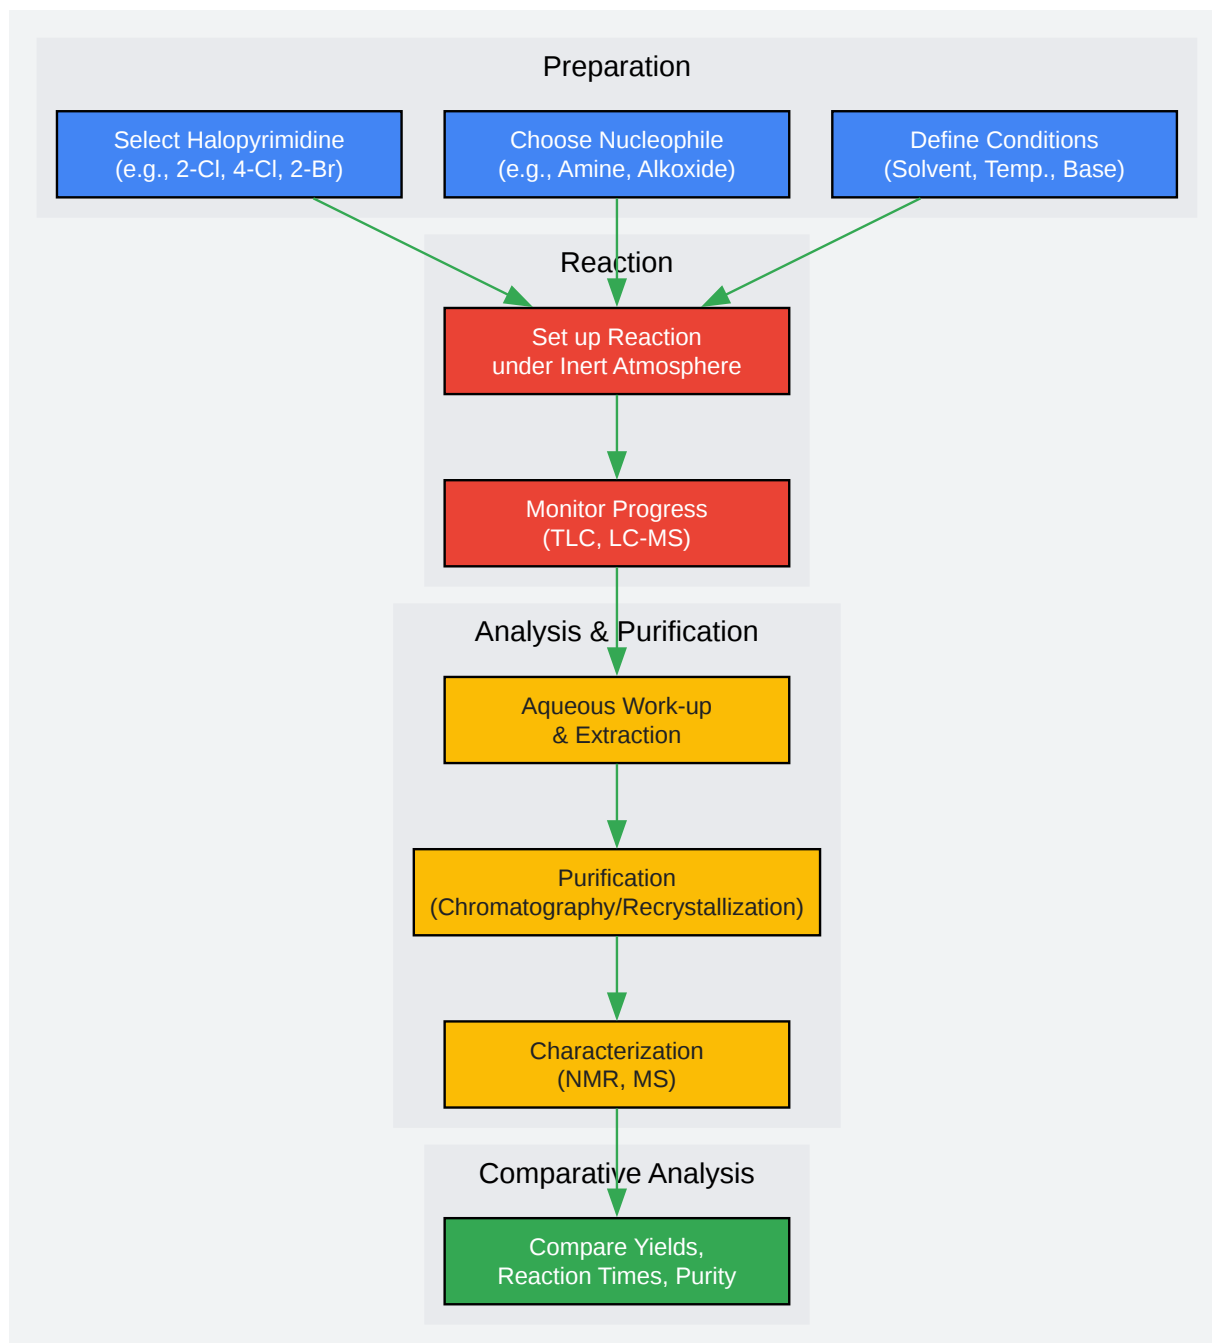 Preparation
Select Halopyrimidine
(e.g., 2-Cl, 4-Cl, 2-Br)
Choose Nucleophile
(e.g., Amine, Alkoxide)
Define Conditions
(Solvent, Temp., Base)
Reaction
Set up Reaction
under Inert Atmosphere
Monitor Progress
(TLC, LC-MS)
Analysis & Purification
Aqueous Work-up
& Extraction
Purification
(Chromatography/Recrystallization)
Characterization
(NMR, MS)
Comparative Analysis
Compare Yields,
Reaction Times, Purity